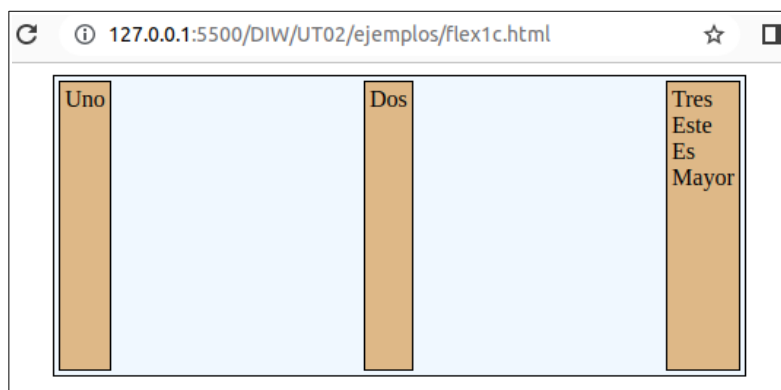 127.0.0.1:5500/DIW/UT02/ejemplos/flex1c.html
Uno
Dos
Tres
Este
Es
Mayor